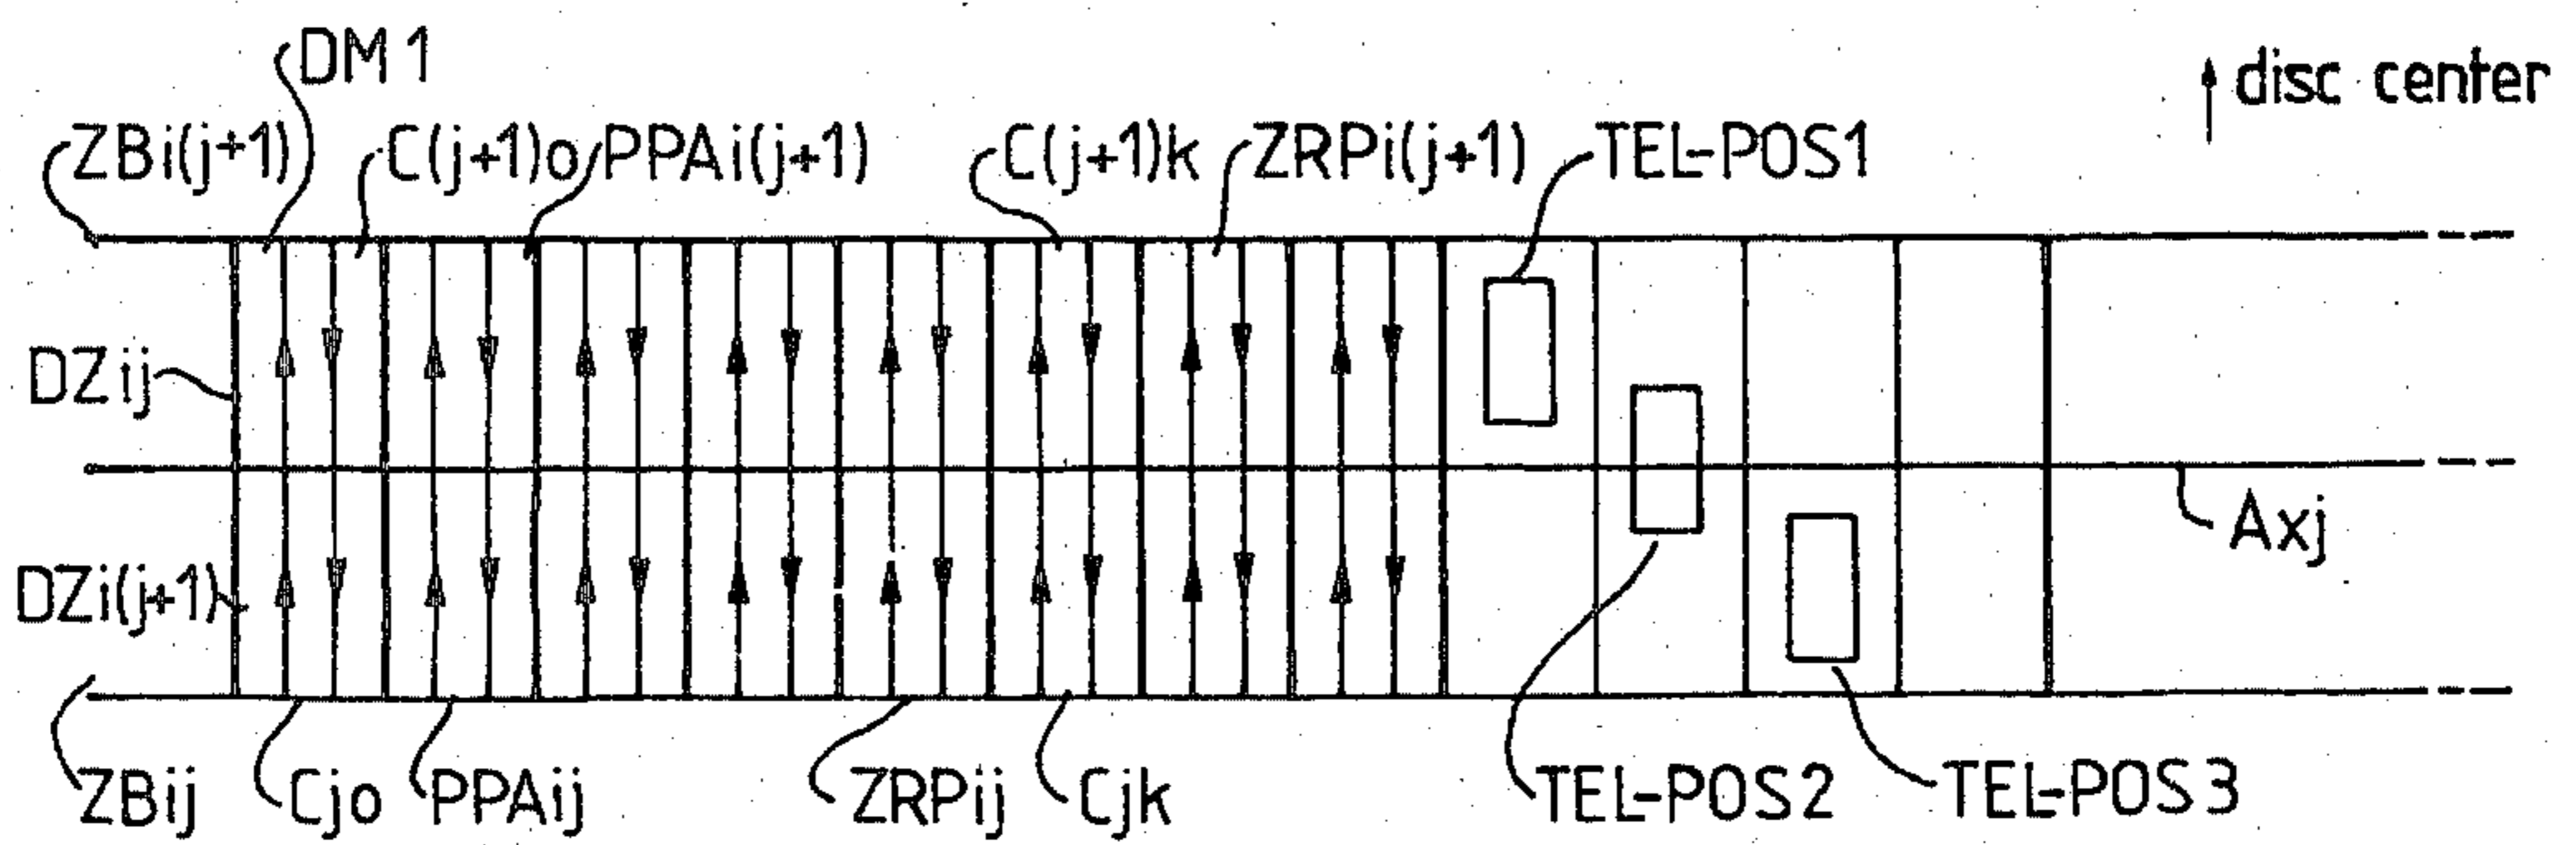 DM1
disc center
ZBi(j+1)
C(j+1)o
PPAi(j+1)
C(j+1)k
ZRPi(j+1)
TEL-POS1
DZij
Axj
DZi(j+1)
ZBij
Cjo
PPAij
ZRPij
Cjk
TEL-POS2
TEL-POS3